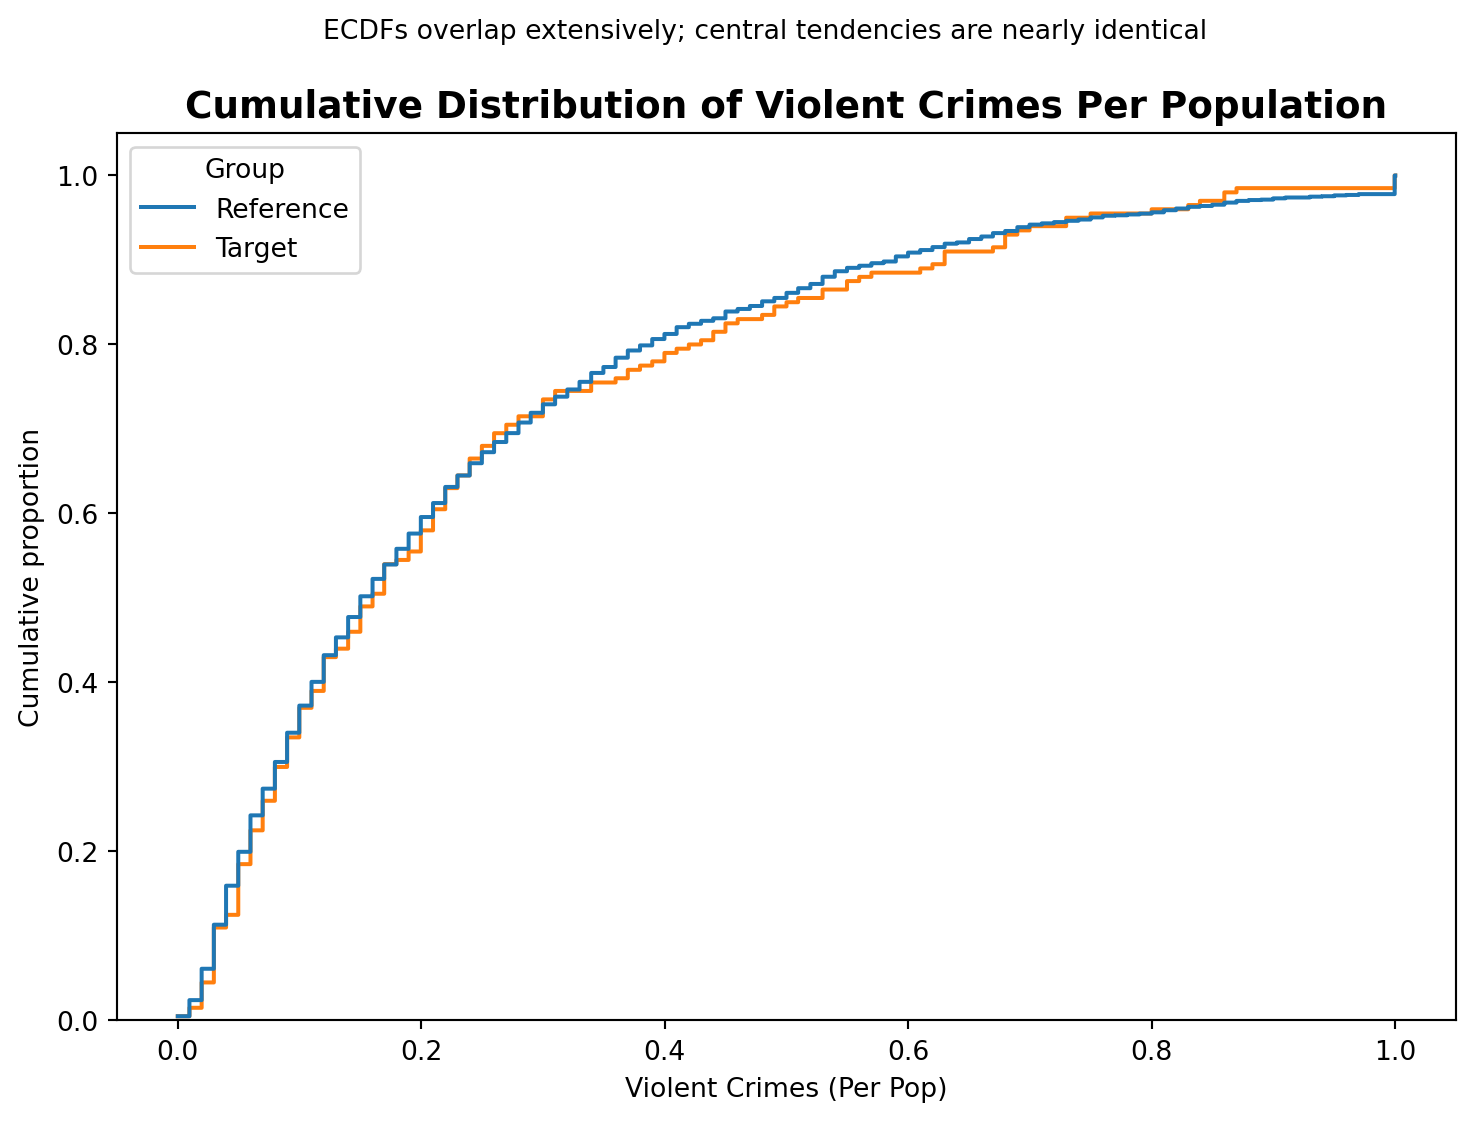 ECDFs overlap extensively; central tendencies are nearly identical
Cumulative Distribution of Violent Crimes Per Population
Group
Reference
Target
Cumulative proportion
1.0
0.8
0.6
0.4
0.2
0.0
0.0 0.2 0.4 0.6 0.8 1.0
Violent Crimes (Per Pop)